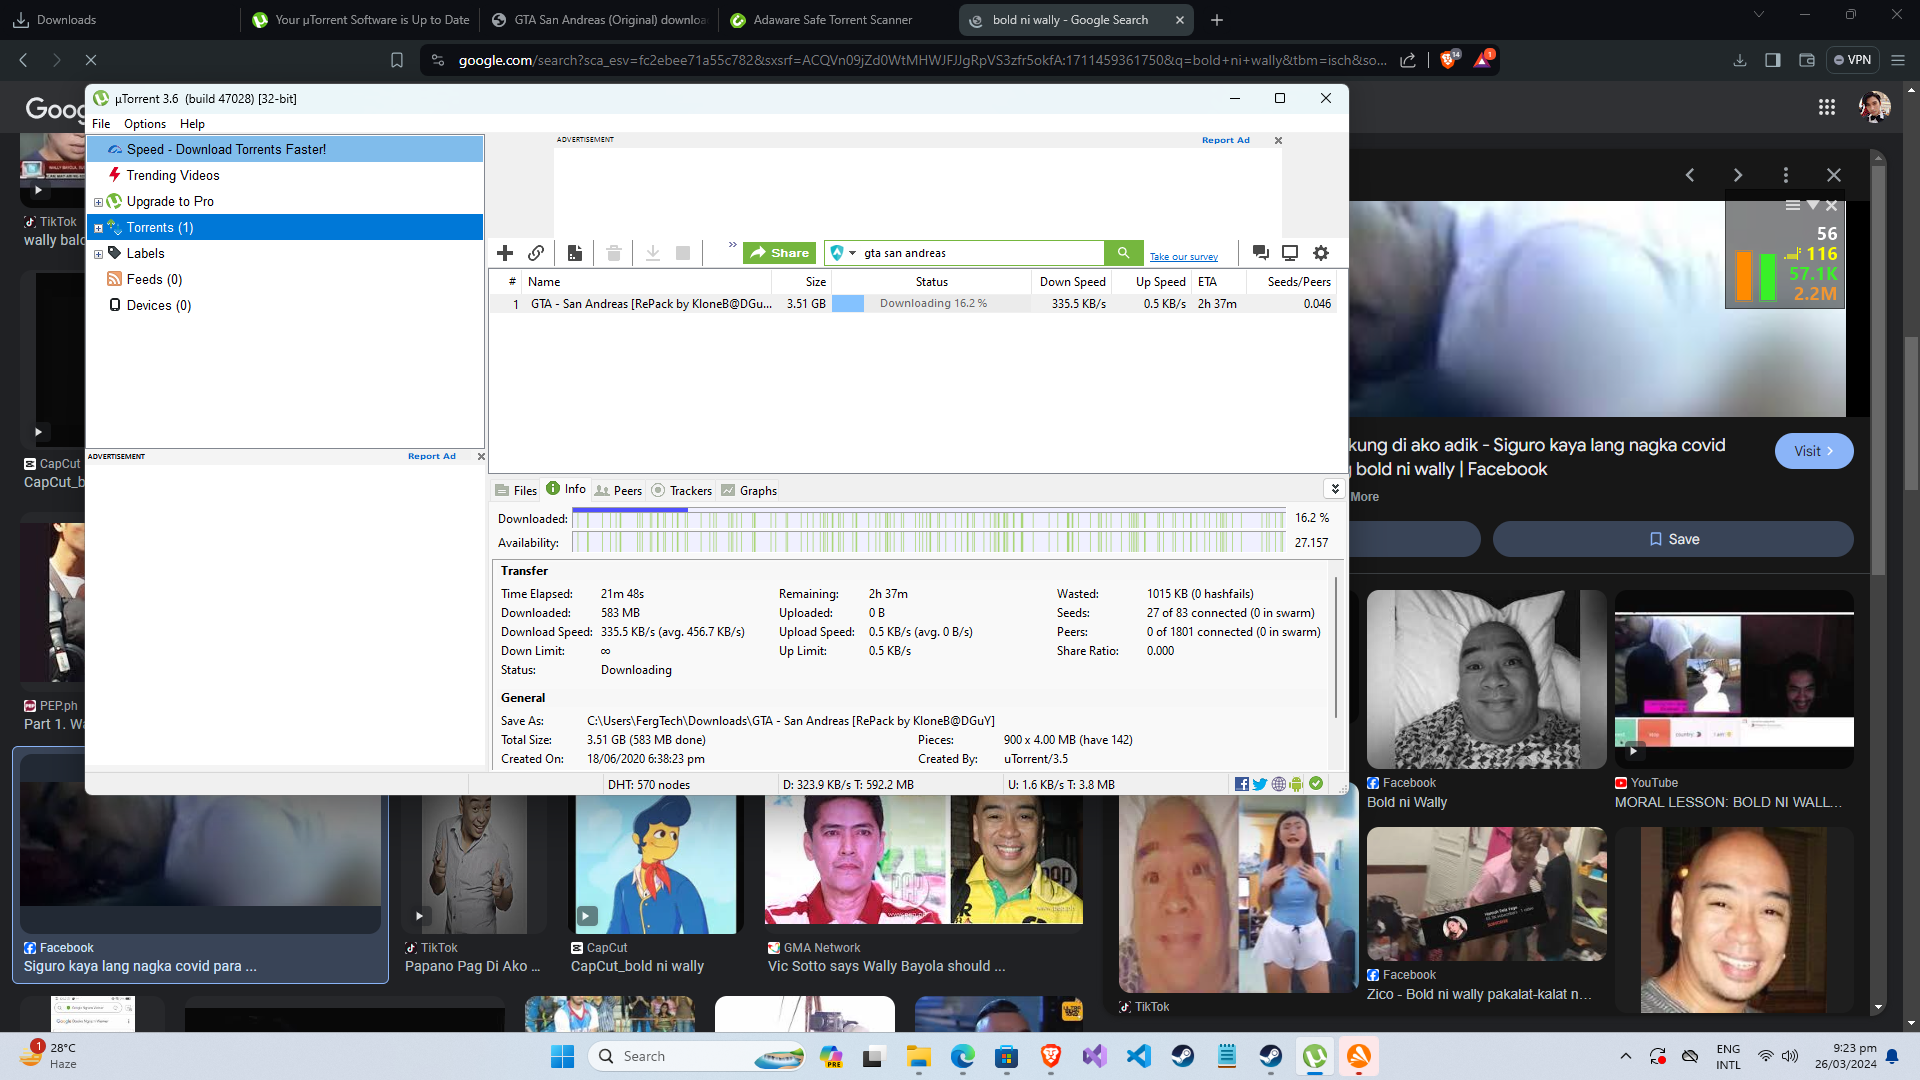 Downloads
Your µTorrent Software is Up to Date
GTA San Andreas (Original) downloa
Adaware Safe Torrent Scanner
bold ni wally - Google Search
google.com/search?sca_esv=fc2ebee71a55c782&sxsrf=ACQVn09jZd0WtMHWJFJJgRpVS3zfr5okfA:1711459361750&q=bold+ni+wally&tbm=isch&so...
14
1
VPN
Goog
µTorrent 3.6 (build 47028) [32-bit]
File Options Help
Speed - Download Torrents Faster!
Trending Videos
Upgrade to Pro
Torrents (1)
Labels
Feeds (0)
Devices (0)
ADVERTISEMENT
Report Ad
ADVERTISEMENT
Report Ad
Share
gta san andreas
Take our survey
# Name Size Status Down Speed Up Speed ETA Seeds/Peers
1 GTA - San Andreas [RePack by KloneB@DGu... 3.51 GB Downloading 16.2 % 335.5 KB/s 0.5 KB/s 2h 37m 0.046
Files Info Peers Trackers Graphs
Downloaded: 16.2 %
Availability: 27.157
Transfer
Time Elapsed: 21m 48s Remaining: 2h 37m Wasted: 1015 KB (0 hashfails)
Downloaded: 583 MB Uploaded: 0 B Seeds: 27 of 83 connected (0 in swarm)
Download Speed: 335.5 KB/s (avg. 456.7 KB/s) Upload Speed: 0.5 KB/s (avg. 0 B/s) Peers: 0 of 1801 connected (0 in swarm)
Down Limit: ∞ Up Limit: 0.5 KB/s Share Ratio: 0.000
Status: Downloading
General
Save As: C:\Users\FergTech\Downloads\GTA - San Andreas [RePack by KloneB@DGuY]
Total Size: 3.51 GB (583 MB done) Pieces: 900 x 4.00 MB (have 142)
Created On: 18/06/2020 6:38:23 pm Created By: uTorrent/3.5
DHT: 570 nodes D: 323.9 KB/s T: 592.2 MB U: 1.6 KB/s T: 3.8 MB
56
116
57.1K
2.2M
kung di ako adik - Siguro kaya lang nagka covid
bold ni wally | Facebook
More
Visit
Save
TikTok
wally balo
CapCut
CapCut_b
PEP.ph
Part 1. Wa
Facebook
Siguro kaya lang nagka covid para ...
TikTok
Papano Pag Di Ako ...
CapCut
CapCut_bold ni wally
GMA Network
Vic Sotto says Wally Bayola should ...
TikTok
Facebook
Bold ni Wally
YouTube
MORAL LESSON: BOLD NI WALL...
Facebook
Zico - Bold ni wally pakalat-kalat n...
1
28°C
Haze
Search
PRE
ENG
INTL
9:23 pm
26/03/2024